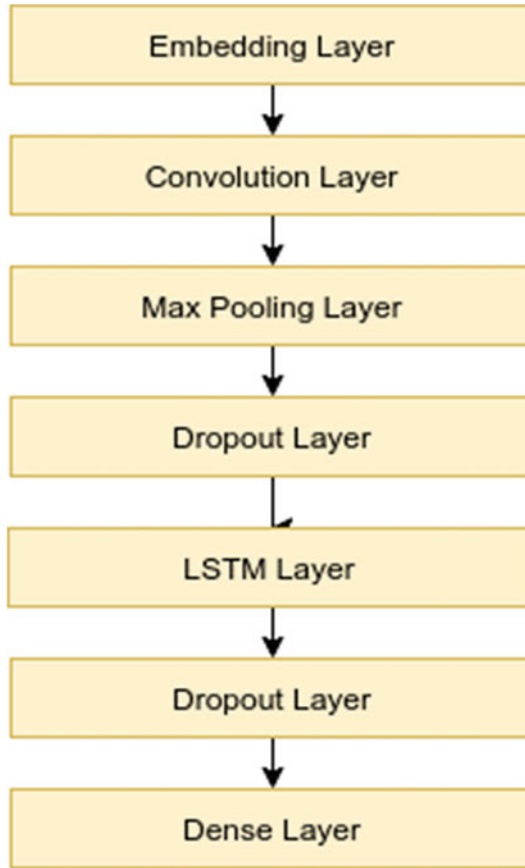 Embedding Layer
Convolution Layer
Max Pooling Layer
Dropout Layer
LSTM Layer
Dropout Layer
Dense Layer